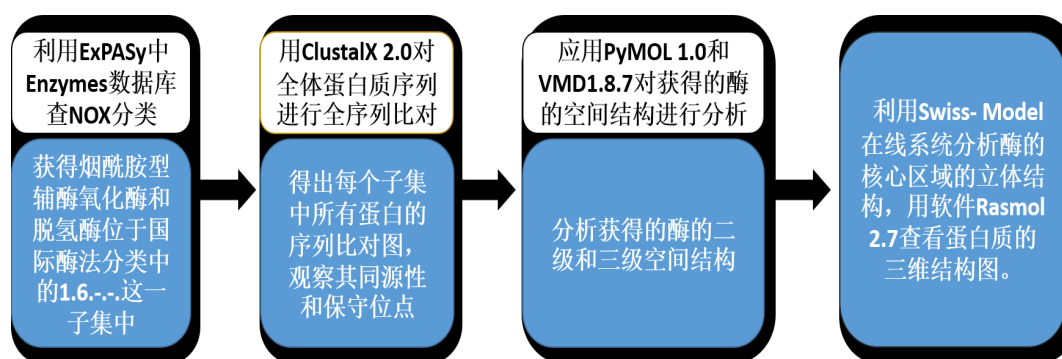 利用ExPASy中
Enzymes数据库
查NOX分类
获得烟酰胺型
辅酶氧化酶和
脱氢酶位于国
际酶法分类中
的1.6.-.-.这一
子集中
用ClustalX 2.0对
全体蛋白质序列
进行全序列比对
得出每个子集
中所有蛋白的
序列比对图，
观察其同源性
和保守位点
应用PyMOL 1.0和
VMD1.8.7对获得的酶
的空间结构进行分析
分析获得的酶的二
级和三级空间结构
利用Swiss- Model
在线系统分析酶的
核心区域的立体结
构，用软件Rasmol
2.7查看蛋白质的
三维结构图。